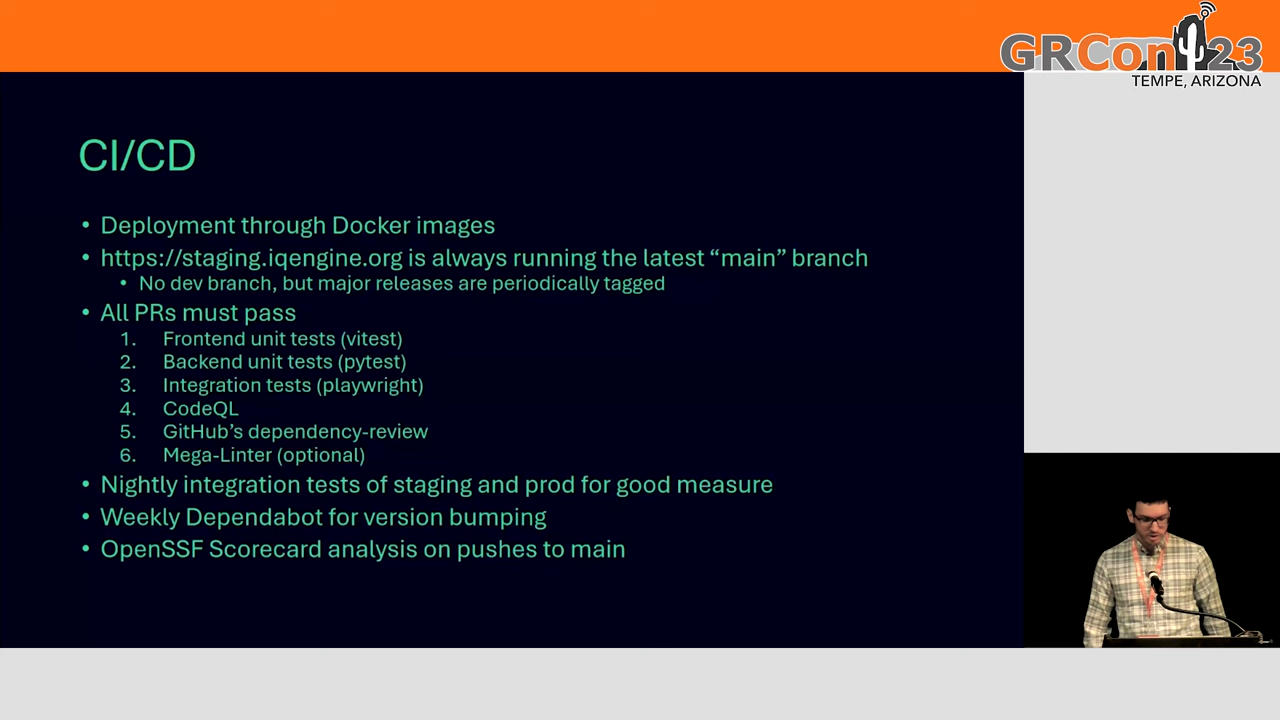 GRCon 23
TEMPE, ARIZONA
CI/CD
• Deployment through Docker images
• https://staging.iqengine.org is always running the latest “main” branch
• No dev branch, but major releases are periodically tagged
• All PRs must pass
1. Frontend unit tests (vitest)
2. Backend unit tests (pytest)
3. Integration tests (playwright)
4. CodeQL
5. GitHub’s dependency-review
6. Mega-Linter (optional)
• Nightly integration tests of staging and prod for good measure
• Weekly Dependabot for version bumping
• OpenSSF Scorecard analysis on pushes to main